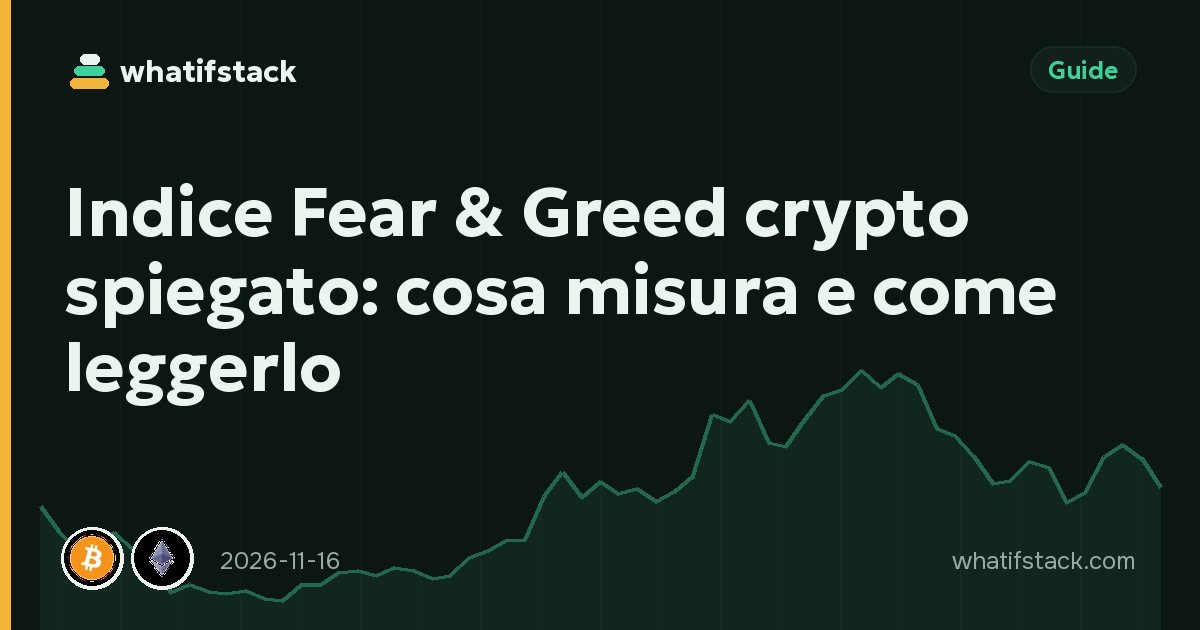 whatifstack
Guide
Indice Fear & Greed crypto
spiegato: cosa misura e come
leggerlo
2026-11-16
whatifstack.com